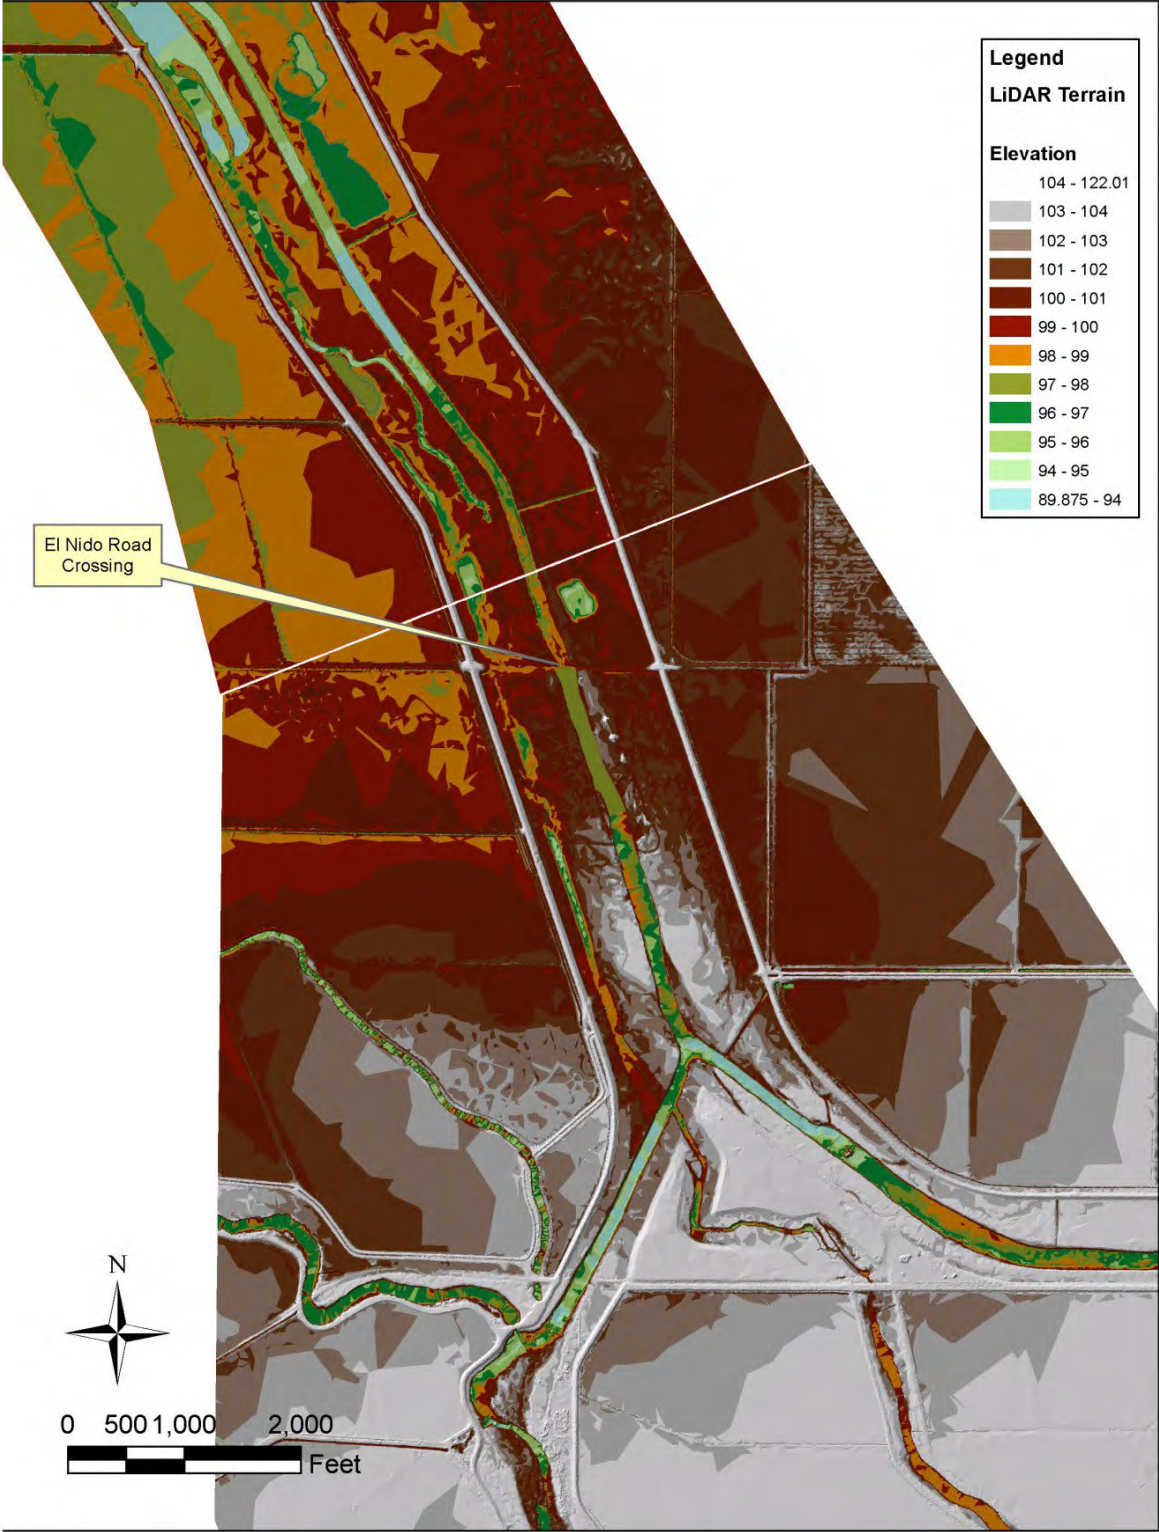 Legend
LiDAR Terrain
Elevation
104 - 122.01
103 - 104
102 - 103
101 - 102
100 - 101
99 - 100
98 - 99
97 - 98
96 - 97
95 - 96
94 - 95
89.875 - 94
El Nido Road
Crossing
N
0 500 1,000 2,000
Feet